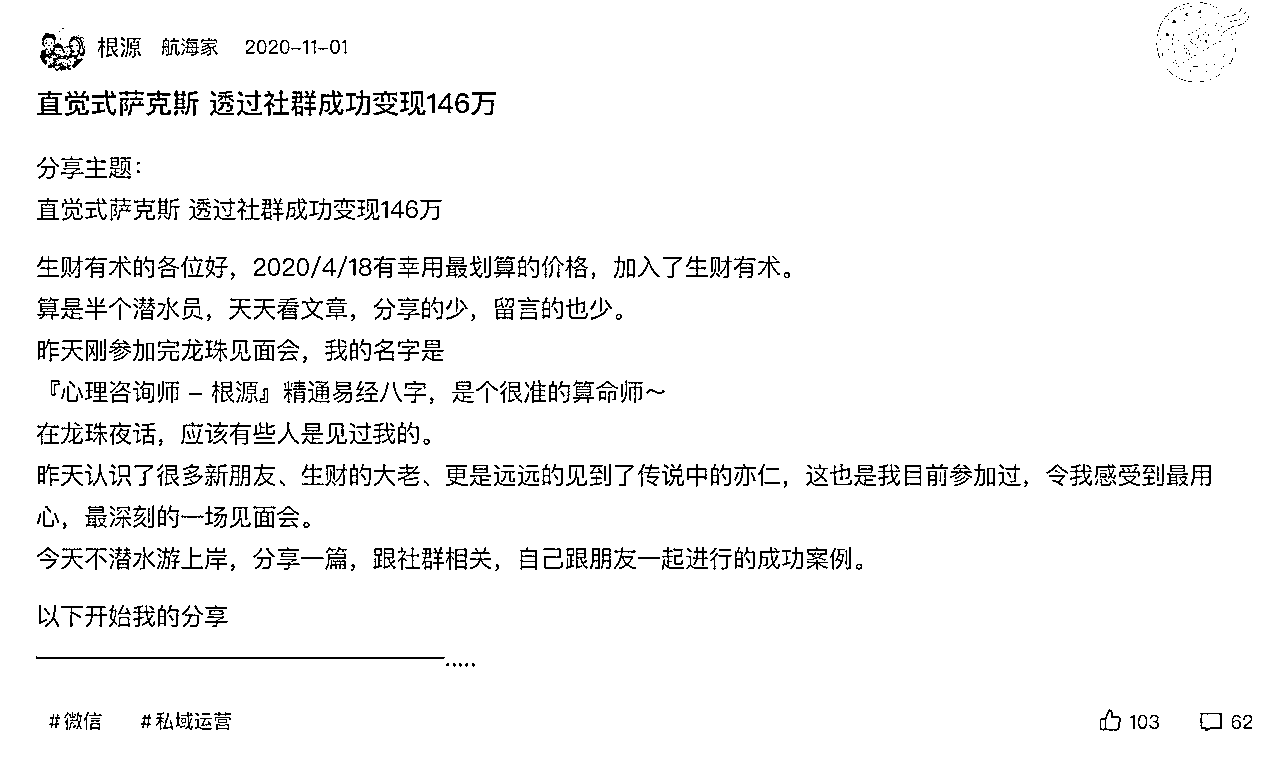 根源 航海家 2020-11-01
直觉式萨克斯 透过社群成功变现146万
分享主题：
直觉式萨克斯 透过社群成功变现146万
生财有术的各位好，2020/4/18有幸用最划算的价格，加入了生财有术。
算是半个潜水员，天天看文章，分享的少，留言的也少。
昨天刚参加完龙珠见面会，我的名字是
『心理咨询师 – 根源』精通易经八字，是个很准的算命师～
在龙珠夜话，应该有些人是见过我的。
昨天认识了很多新朋友、生财的大老、更是远远的见到了传说中的亦仁，这也是我目前参加过，令我感受到最用
心，最深刻的一场见面会。
今天不潜水游上岸，分享一篇，跟社群相关，自己跟朋友一起进行的成功案例。
以下开始我的分享
—————————————————.....
#微信 #私域运营 103 62